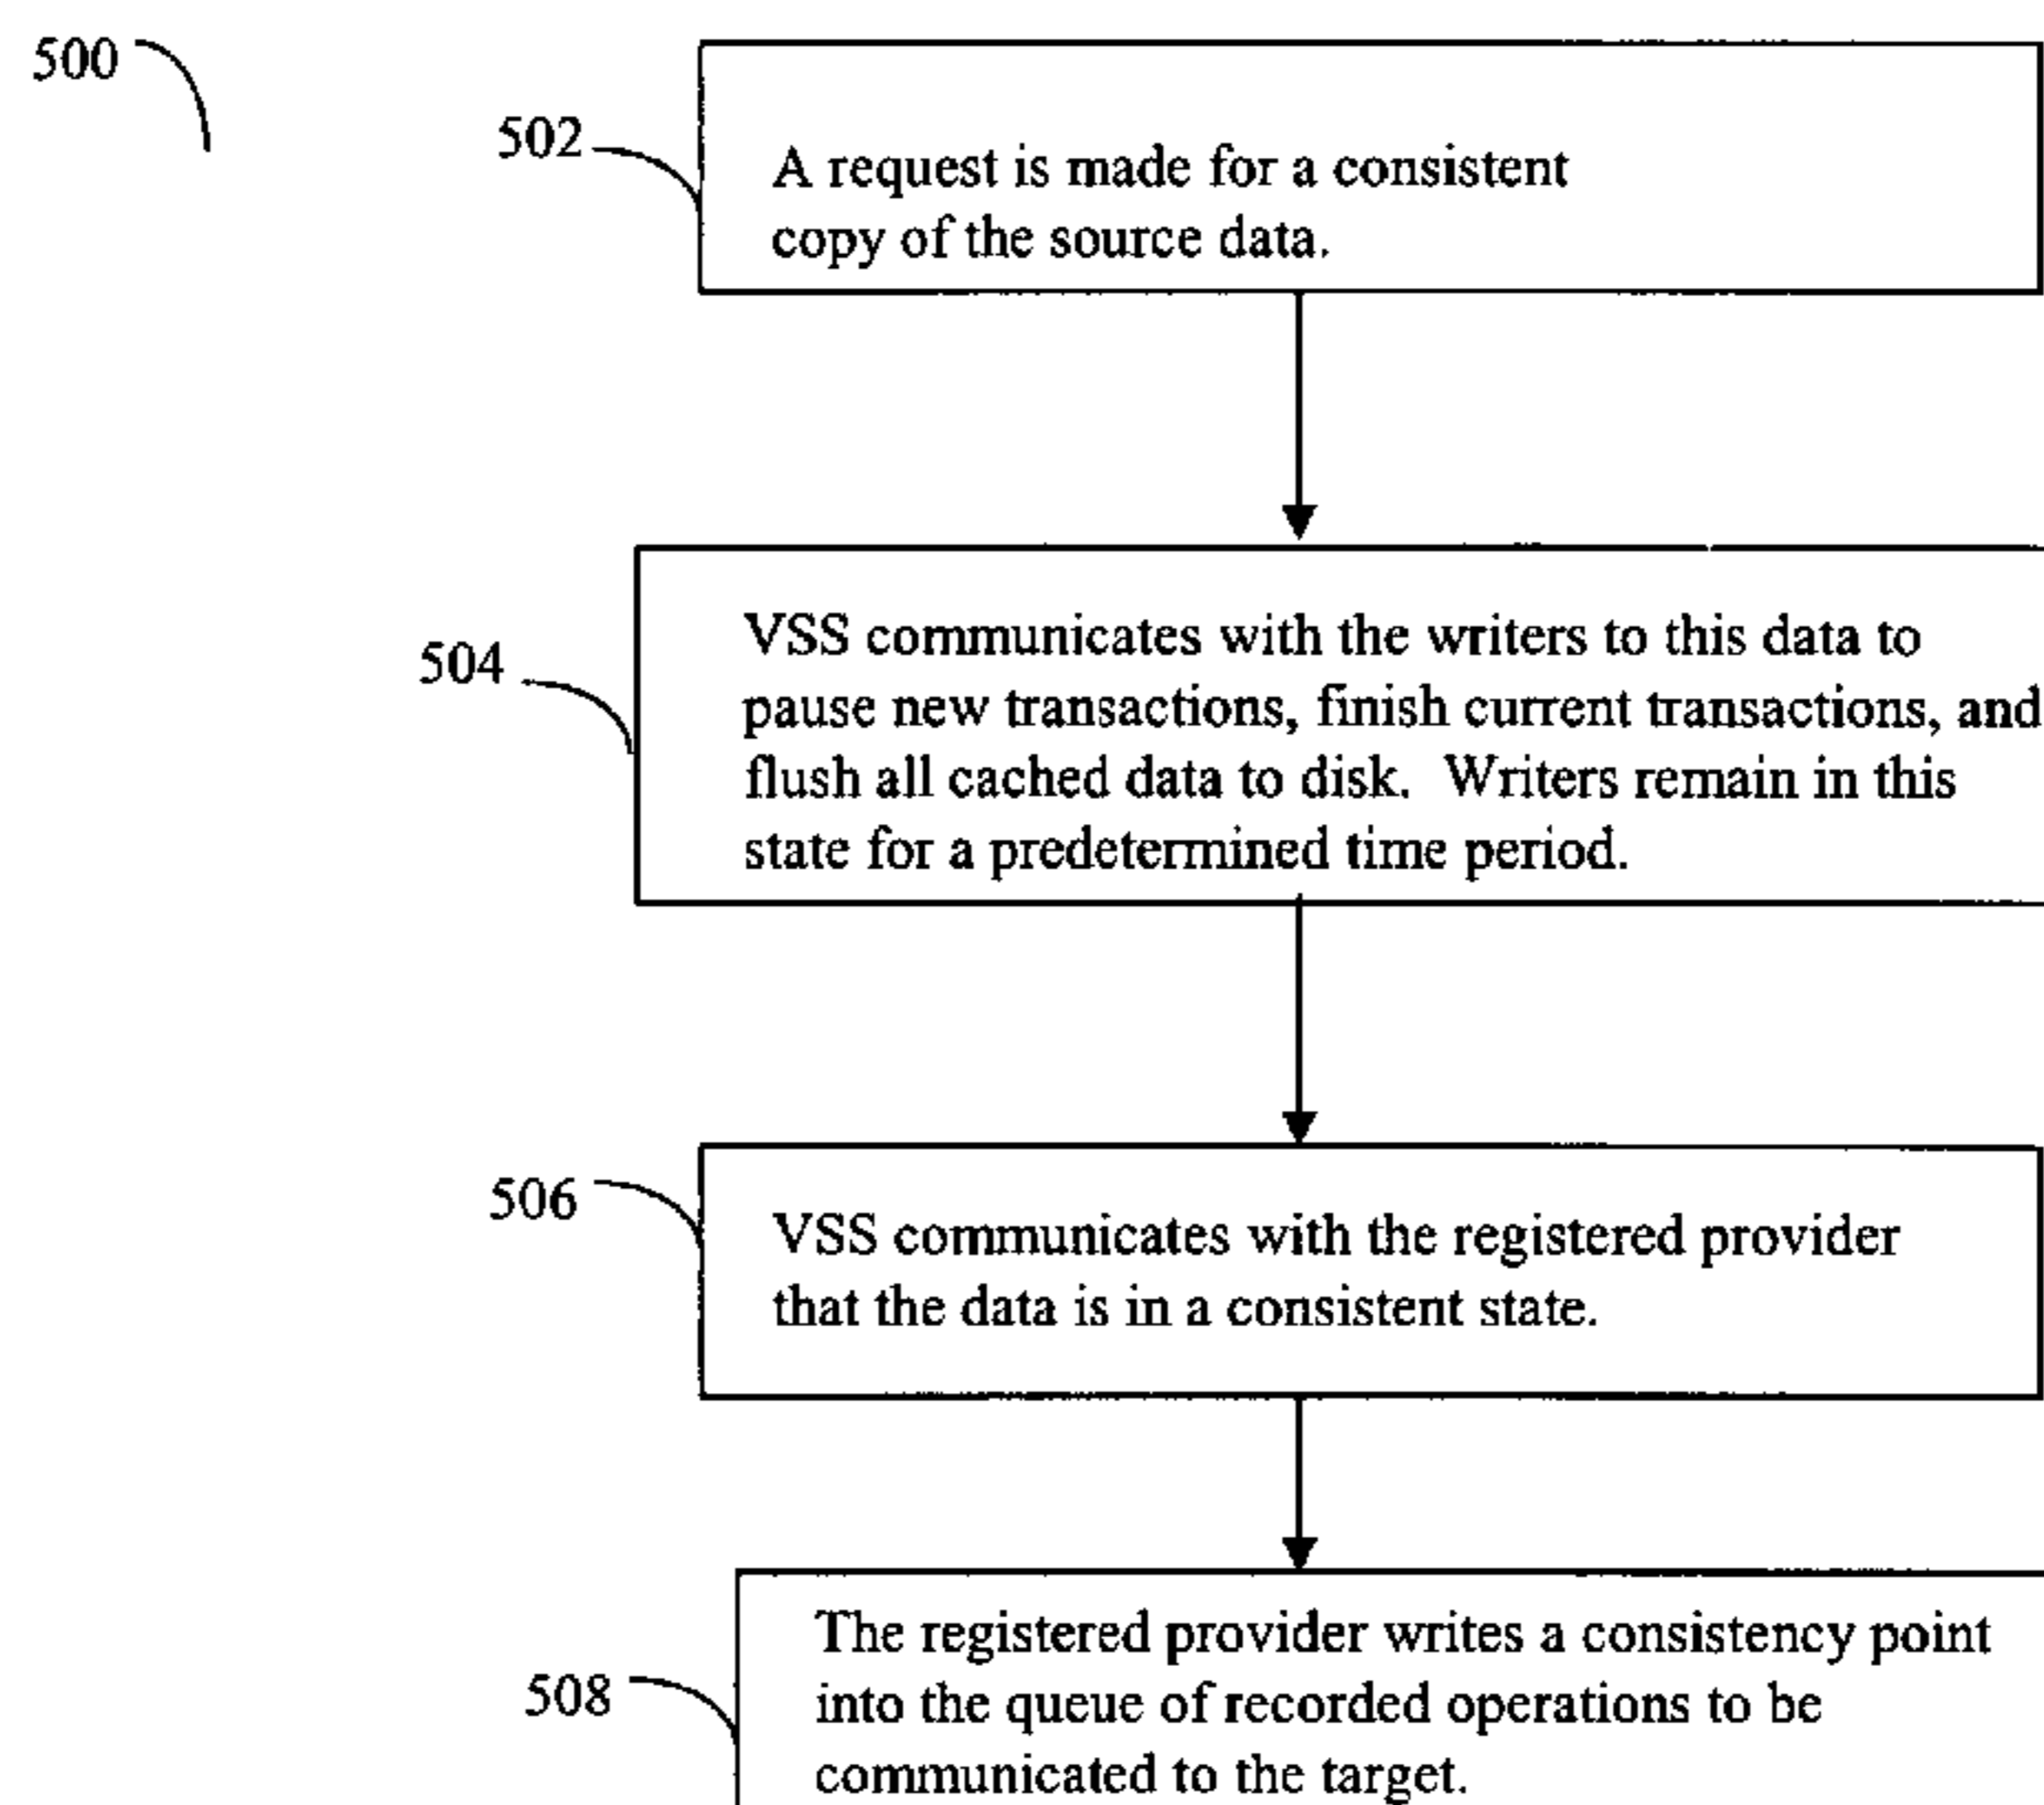 500
502
A request is made for a consistent
copy of the source data.
504
VSS communicates with the writers to this data to
pause new transactions, finish current transactions, and
flush all cached data to disk. Writers remain in this
state for a predetermined time period.
506
VSS communicates with the registered provider
that the data is in a consistent state.
508
The registered provider writes a consistency point
into the queue of recorded operations to be
communicated to the target.